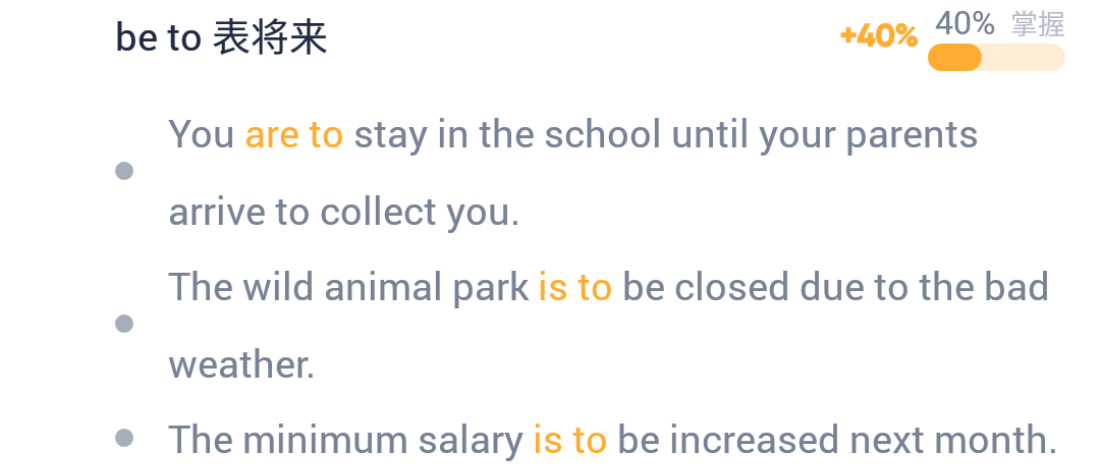 be to 表将来
+40% 40% 掌握
You are to stay in the school until your parents
arrive to collect you.
The wild animal park is to be closed due to the bad
weather.
The minimum salary is to be increased next month.